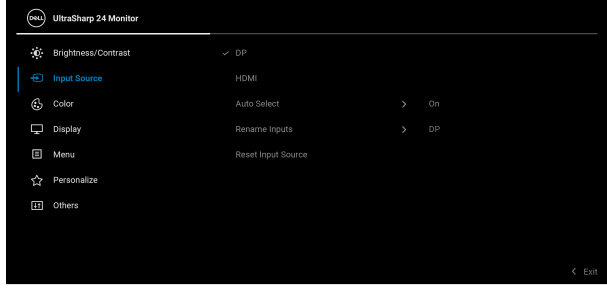 DELL UltraSharp 24 Monitor
Brightness/Contrast ✓ DP
Input Source HDMI
Color Auto Select > On
Display Rename Inputs > DP
Menu Reset Input Source
Personalize
Others
< Exit